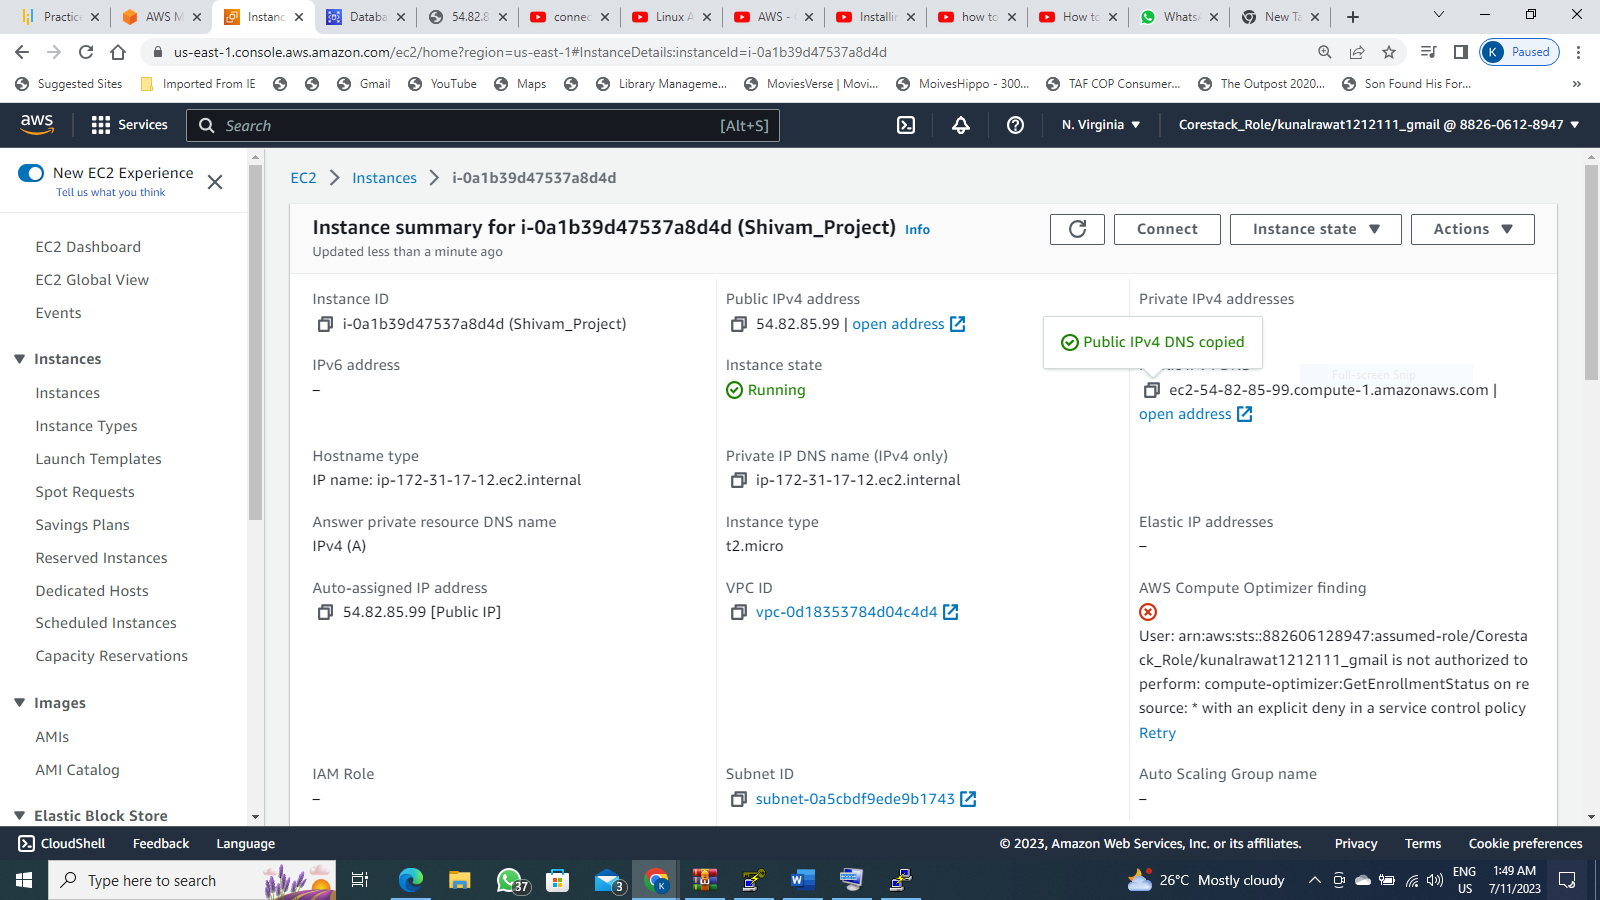 Practice
AWS M
Instanc
Databa
54.82.8
connec
Linux A
AWS -
Installin
how to
How to
WhatsA
New Ta
us-east-1.console.aws.amazon.com/ec2/home?region=us-east-1#InstanceDetails:instanceId=i-0a1b39d47537a8d4d
K Paused
Suggested Sites
Imported From IE
Gmail
YouTube
Maps
Library Manageme...
MoviesVerse | Movi...
MoivesHippo - 300...
TAF COP Consumer...
The Outpost 2020...
Son Found His For...
»
aws
Services
Search
[Alt+S]
N. Virginia
Corestack_Role/kunalrawat1212111_gmail @ 8826-0612-8947
New EC2 Experience
Tell us what you think
EC2 Dashboard
EC2 Global View
Events
Instances
Instances
Instance Types
Launch Templates
Spot Requests
Savings Plans
Reserved Instances
Dedicated Hosts
Scheduled Instances
Capacity Reservations
Images
AMIs
AMI Catalog
Elastic Block Store
EC2 > Instances > i-0a1b39d47537a8d4d
Instance summary for i-0a1b39d47537a8d4d (Shivam_Project) Info
Updated less than a minute ago
Connect
Instance state
Actions
Instance ID
i-0a1b39d47537a8d4d (Shivam_Project)
Public IPv4 address
54.82.85.99 | open address
Private IPv4 addresses
Public IPv4 DNS copied
IPv6 address
–
Instance state
Running
Full-screen Snip
ec2-54-82-85-99.compute-1.amazonaws.com |
open address
Hostname type
IP name: ip-172-31-17-12.ec2.internal
Private IP DNS name (IPv4 only)
ip-172-31-17-12.ec2.internal
Answer private resource DNS name
IPv4 (A)
Instance type
t2.micro
Elastic IP addresses
–
Auto-assigned IP address
54.82.85.99 [Public IP]
VPC ID
vpc-0d18353784d04c4d4
AWS Compute Optimizer finding
User: arn:aws:sts::882606128947:assumed-role/Coresta
ck_Role/kunalrawat1212111_gmail is not authorized to
perform: compute-optimizer:GetEnrollmentStatus on re
source: * with an explicit deny in a service control policy
Retry
IAM Role
–
Subnet ID
subnet-0a5cbdf9ede9b1743
Auto Scaling Group name
–
CloudShell
Feedback
Language
© 2023, Amazon Web Services, Inc. or its affiliates.
Privacy
Terms
Cookie preferences
Type here to search
37
3
26°C Mostly cloudy
ENG
US
1:49 AM
7/11/2023